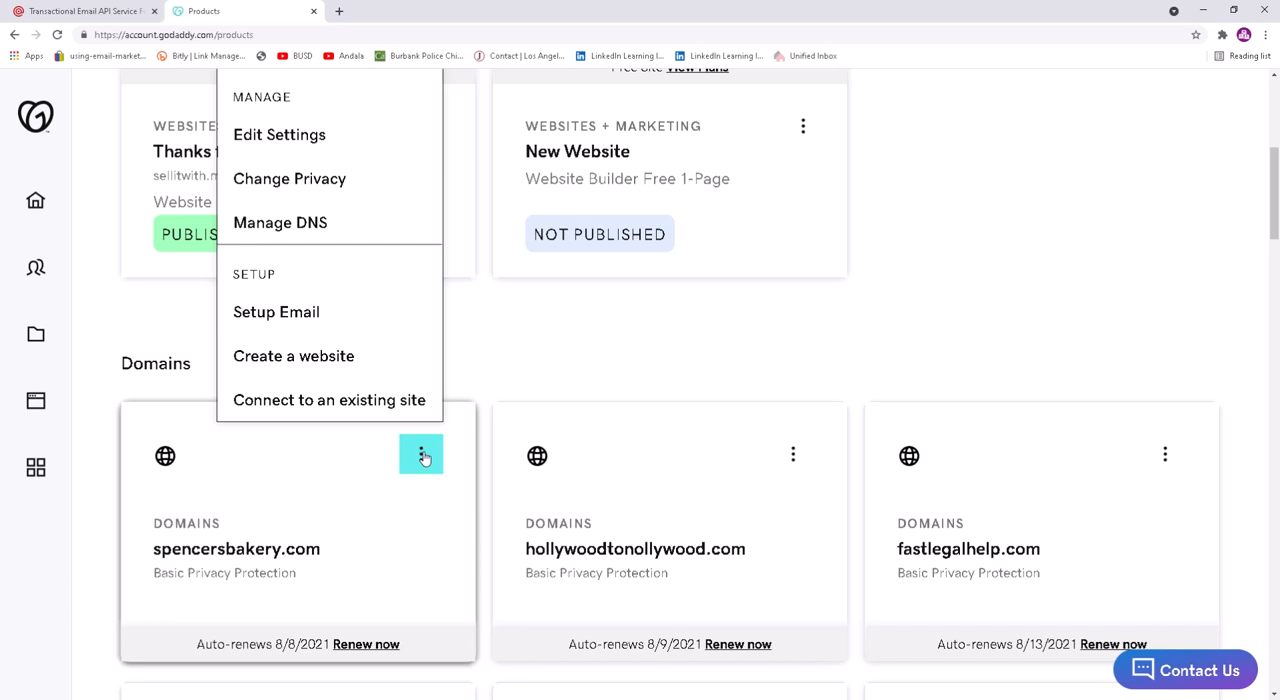 Transactional Email API Service F
Products
https://account.godaddy.com/products
Apps
using-email-market...
Bitly | Link Manage...
BUSD
Andala
Burbank Police Chi...
Contact | Los Angel...
LinkedIn Learning I...
LinkedIn Learning I...
Unified Inbox
Reading list
Free Site View Plans
MANAGE
Edit Settings
Change Privacy
Manage DNS
SETUP
Setup Email
Create a website
Connect to an existing site
WEBSITE
Thanks
sellitwith.m
Website
PUBLIS
WEBSITES + MARKETING
New Website
Website Builder Free 1-Page
NOT PUBLISHED
Domains
DOMAINS
spencersbakery.com
Basic Privacy Protection
Auto-renews 8/8/2021 Renew now
DOMAINS
hollywoodtonollywood.com
Basic Privacy Protection
Auto-renews 8/9/2021 Renew now
DOMAINS
fastlegalhelp.com
Basic Privacy Protection
Auto-renews 8/13/2021 Renew now
Contact Us